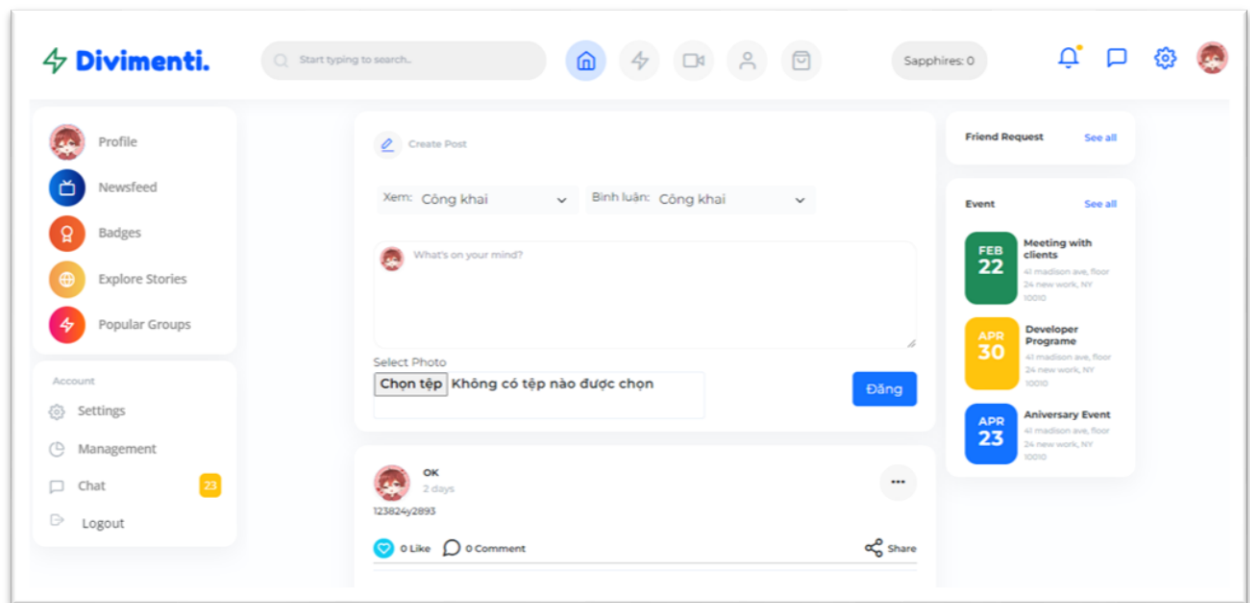 Divimenti.
Start typing to search..
Sapphires: 0
Profile
Newsfeed
Badges
Explore Stories
Popular Groups
Account
Settings
Management
Chat
23
Logout
Create Post
Xem: Công khai
Bình luận: Công khai
What's on your mind?
Select Photo
Chọn tệp Không có tệp nào được chọn
Đăng
OK
2 days
123824y2893
0 Like
0 Comment
Share
Friend Request
See all
Event
See all
FEB
22
Meeting with
clients
41 madison ave, floor
24 new work, NY
10010
APR
30
Developer
Programe
41 madison ave, floor
24 new work, NY
10010
APR
23
Aniversary Event
41 madison ave, floor
24 new work, NY
10010